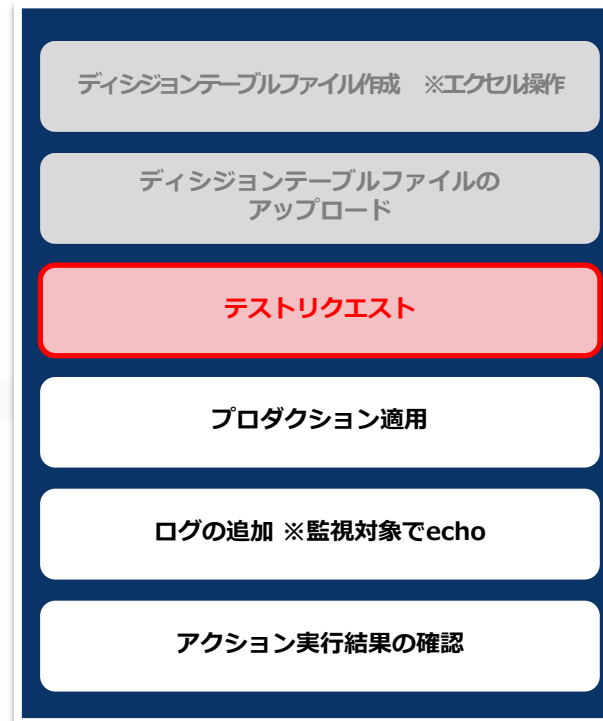 ディシジョンテーブルファイル作成　※エクセル操作
ディシジョンテーブルファイルの
アップロード
テストリクエスト
プロダクション適用
ログの追加 ※監視対象でecho
アクション実行結果の確認